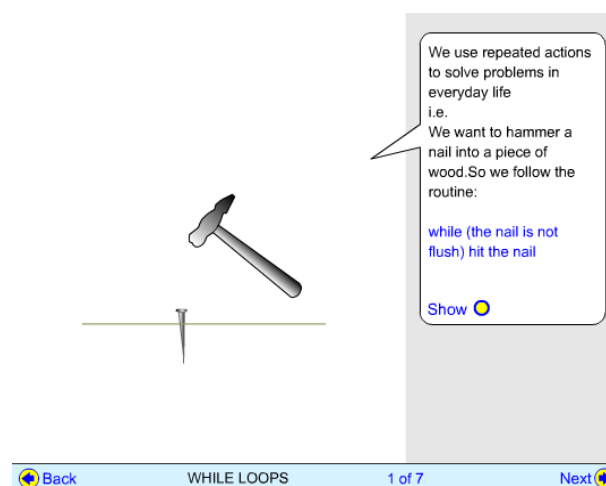 We use repeated actions
to solve problems in
everyday life
i.e.
We want to hammer a
nail into a piece of
wood.So we follow the
routine:
while (the nail is not
flush) hit the nail
Show
Back WHILE LOOPS 1 of 7 Next